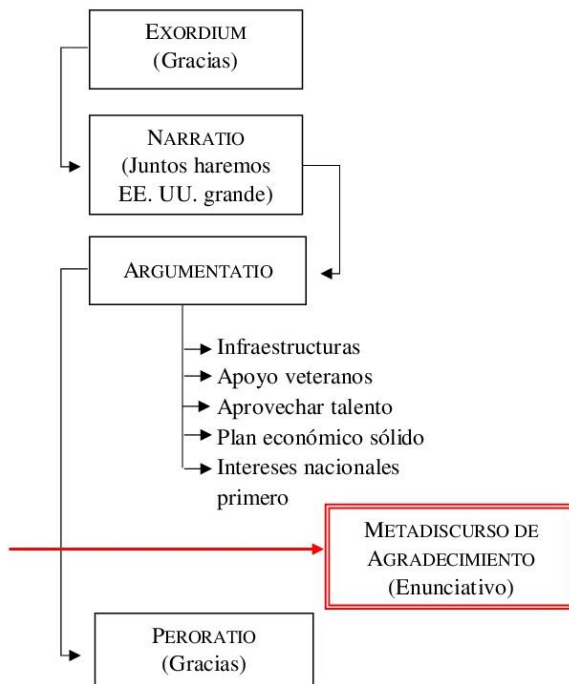 EXORDIUM
(Gracias)
NARRATIO
(Juntos haremos
EE. UU. grande)
ARGUMENTATIO
Infraestructuras
Apoyo veteranos
Aprovechar talento
Plan económico sólido
Intereses nacionales
primero
METADISCURSO DE
AGRADECIMIENTO
(Enunciativo)
PERORATIO
(Gracias)